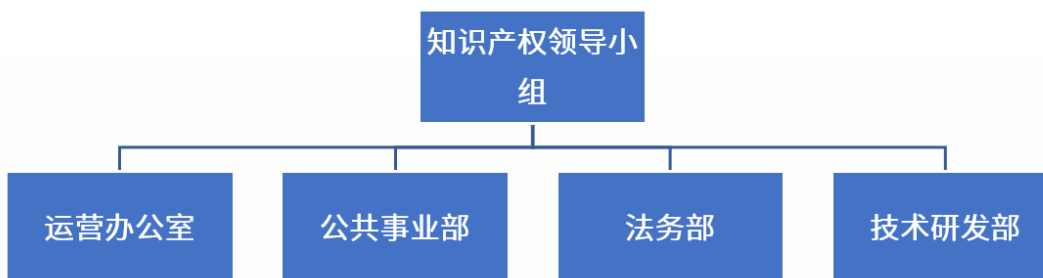 知识产权领导小
组
运营办公室
公共事业部
法务部
技术研发部